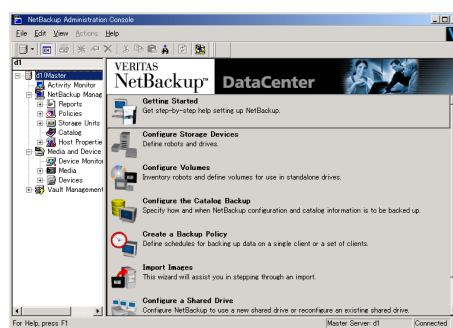 NetBackup Administration Console
File Edit View Actions Help
d1
d1(Master
Activity Monitor
NetBackup Manag
Reports
Policies
Storage Units
Catalog
Host Propertie
Media and Device
Device Monitor
Media
Devices
Vault Management
VERITAS
NetBackup™ DataCenter
Getting Started
Get step-by-step help setting up NetBackup.
Configure Storage Devices
Define robots and drives.
Configure Volumes
Inventory robots and define volumes for use in standalone drives.
Configure the Catalog Backup
Specify how and when NetBackup configuration and catalog information is to be backed up.
Create a Backup Policy
Define schedules for backing up data on a single client or a set of clients.
Import Images
This wizard will assist you in stepping through an import.
Configure a Shared Drive
Configure NetBackup to use a new shared drive or reconfigure an existing shared drive.
For Help, press F1
Master Server: d1
Connected